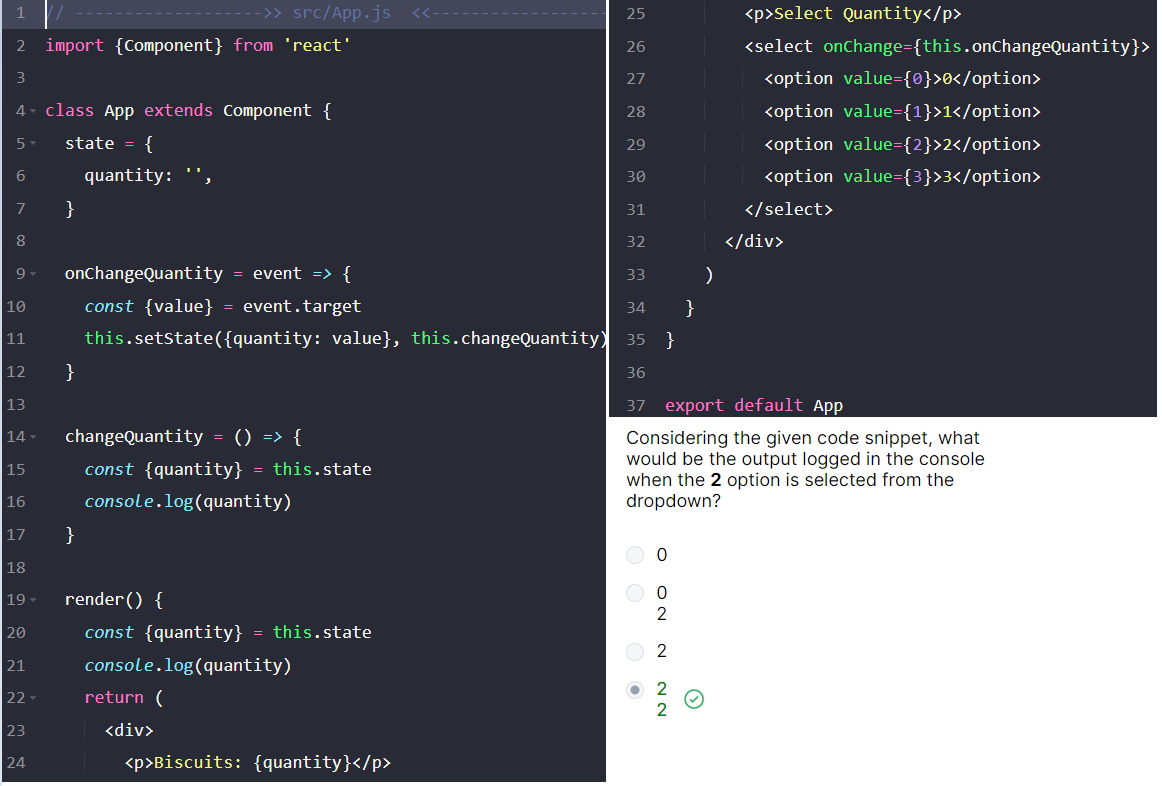 1 // ------------------->> src/App.js  <<------------------
2 import {Component} from 'react'
3
4 class App extends Component {
5   state = {
6     quantity: '',
7   }
8
9   onChangeQuantity = event => {
10     const {value} = event.target
11     this.setState({quantity: value}, this.changeQuantity)
12   }
13
14   changeQuantity = () => {
15     const {quantity} = this.state
16     console.log(quantity)
17   }
18
19   render() {
20     const {quantity} = this.state
21     console.log(quantity)
22     return (
23       <div>
24         <p>Biscuits: {quantity}</p>
25         <p>Select Quantity</p>
26         <select onChange={this.onChangeQuantity}>
27           <option value={0}>0</option>
28           <option value={1}>1</option>
29           <option value={2}>2</option>
30           <option value={3}>3</option>
31         </select>
32       </div>
33     )
34   }
35 }
36
37 export default App
Considering the given code snippet, what
would be the output logged in the console
when the 2 option is selected from the
dropdown?
0
0
2
2
2
2